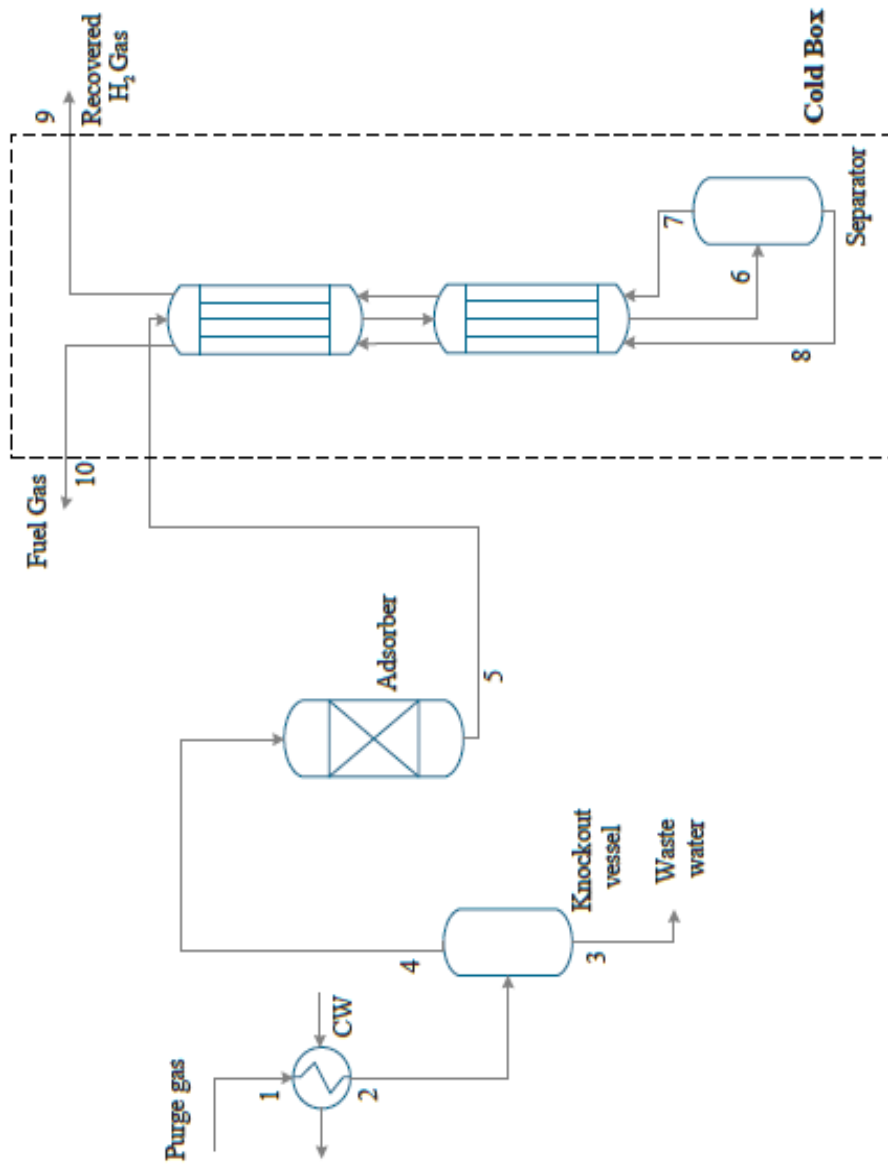 Purge gas
1
CW
2
4
3
Knockout
vessel
Waste
water
Adsorber
5
Fuel Gas
10
9
Recovered
H₂ Gas
6
7
8
Separator
Cold Box